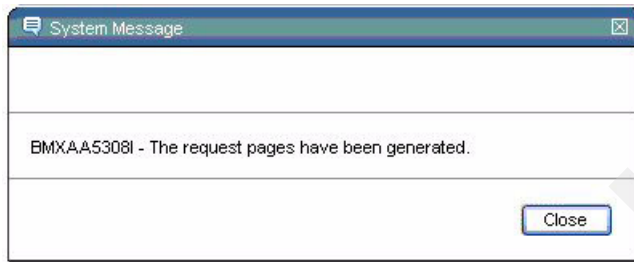 System Message
BMXAA5308I - The request pages have been generated.
Close